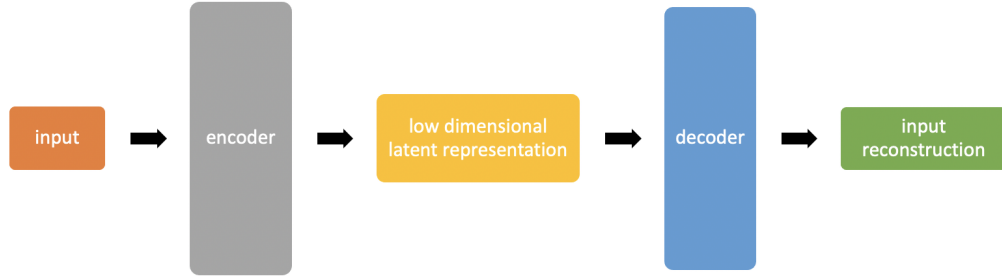 input
encoder
low dimensional
latent representation
decoder
input
reconstruction